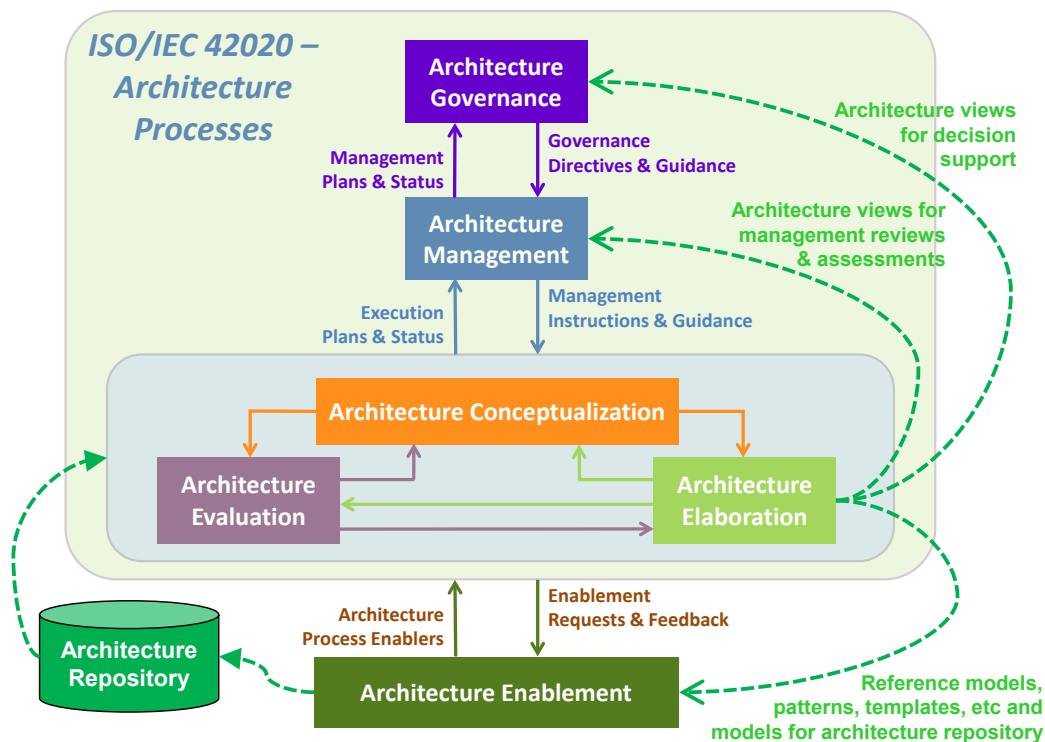 ISO/IEC 42020 –
Architecture
Processes
Architecture
Governance
Architecture views
for decision
support
Management
Plans & Status
Governance
Directives & Guidance
Architecture
Management
Architecture views for
management reviews
& assessments
Execution
Plans & Status
Management
Instructions & Guidance
Architecture Conceptualization
Architecture
Evaluation
Architecture
Elaboration
Architecture
Process Enablers
Enablement
Requests & Feedback
Architecture
Repository
Architecture Enablement
Reference models,
patterns, templates, etc and
models for architecture repository